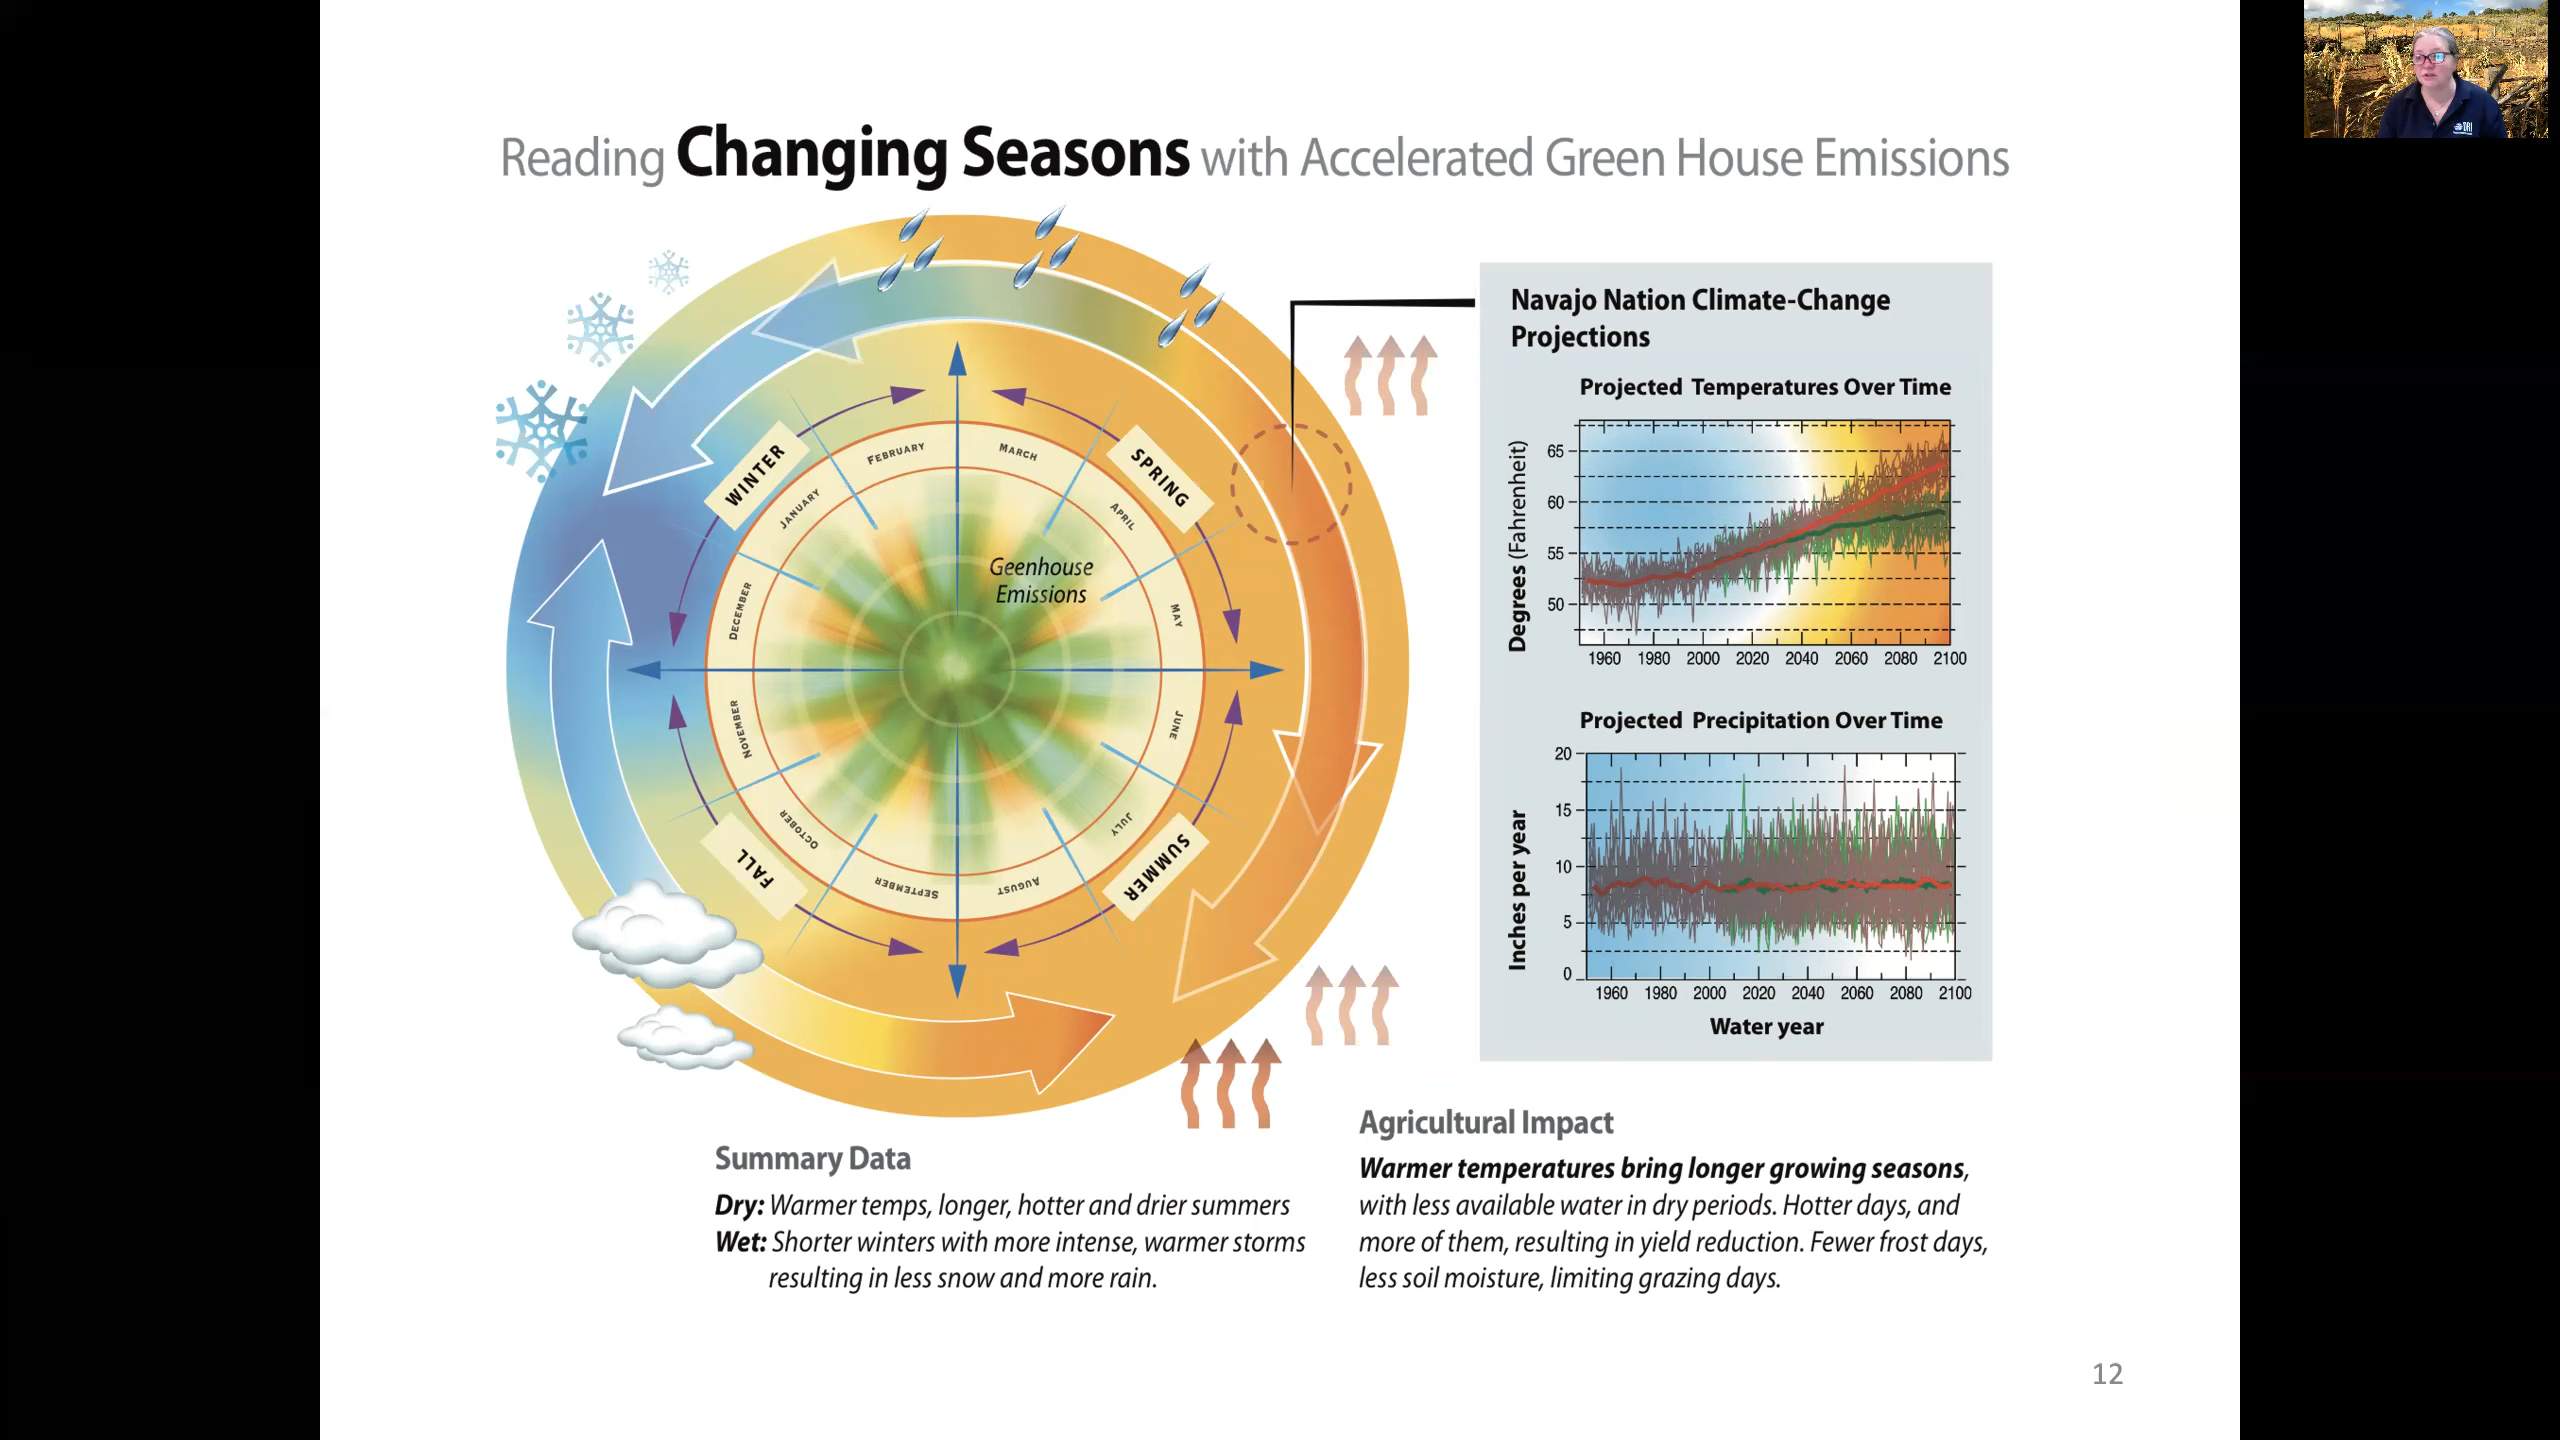 Reading Changing Seasons with Accelerated Green House Emissions
WINTER
SPRING
SUMMER
FALL
JANUARY
FEBRUARY
MARCH
APRIL
MAY
JUNE
JULY
AUGUST
SEPTEMBER
OCTOBER
NOVEMBER
DECEMBER
Geenhouse
Emissions
Navajo Nation Climate-Change
Projections
Projected Temperatures Over Time
Degrees (Fahrenheit)
65
60
55
50
1960 1980 2000 2020 2040 2060 2080 2100
Projected Precipitation Over Time
Inches per year
20
15
10
5
0
1960 1980 2000 2020 2040 2060 2080 2100
Water year
Summary Data
Dry: Warmer temps, longer, hotter and drier summers
Wet: Shorter winters with more intense, warmer storms
resulting in less snow and more rain.
Agricultural Impact
Warmer temperatures bring longer growing seasons,
with less available water in dry periods. Hotter days, and
more of them, resulting in yield reduction. Fewer frost days,
less soil moisture, limiting grazing days.
12
DRI